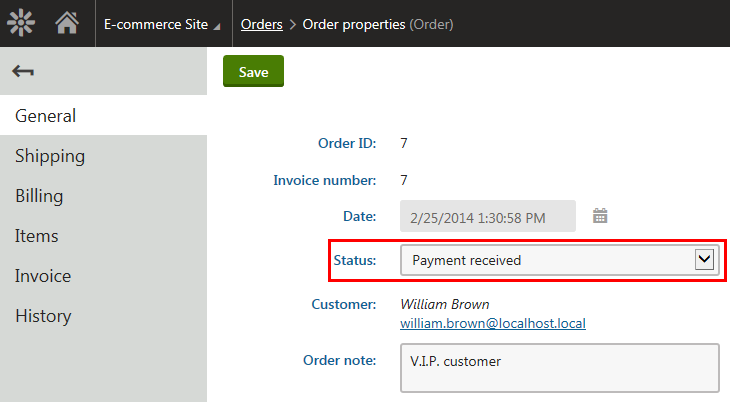 E-commerce Site Orders > Order properties (Order)
Save
General
Shipping
Billing
Items
Invoice
History
Order ID: 7
Invoice number: 7
Date: 2/25/2014 1:30:58 PM
Status: Payment received
Customer: William Brown
william.brown@localhost.local
Order note: V.I.P. customer